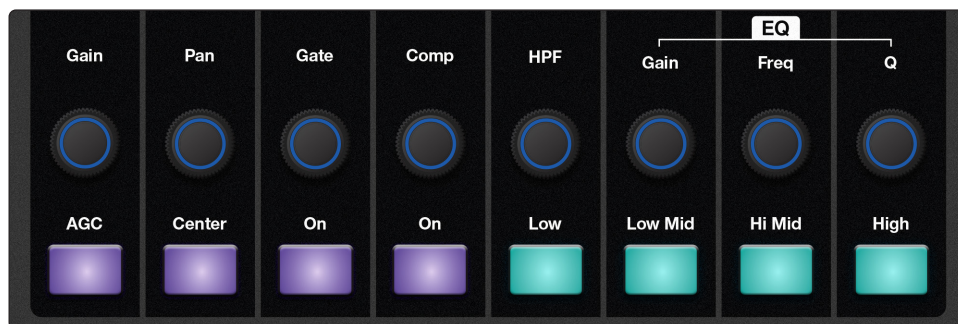 EQ
Gain Pan Gate Comp HPF Gain Freq Q
AGC Center On On Low Low Mid Hi Mid High